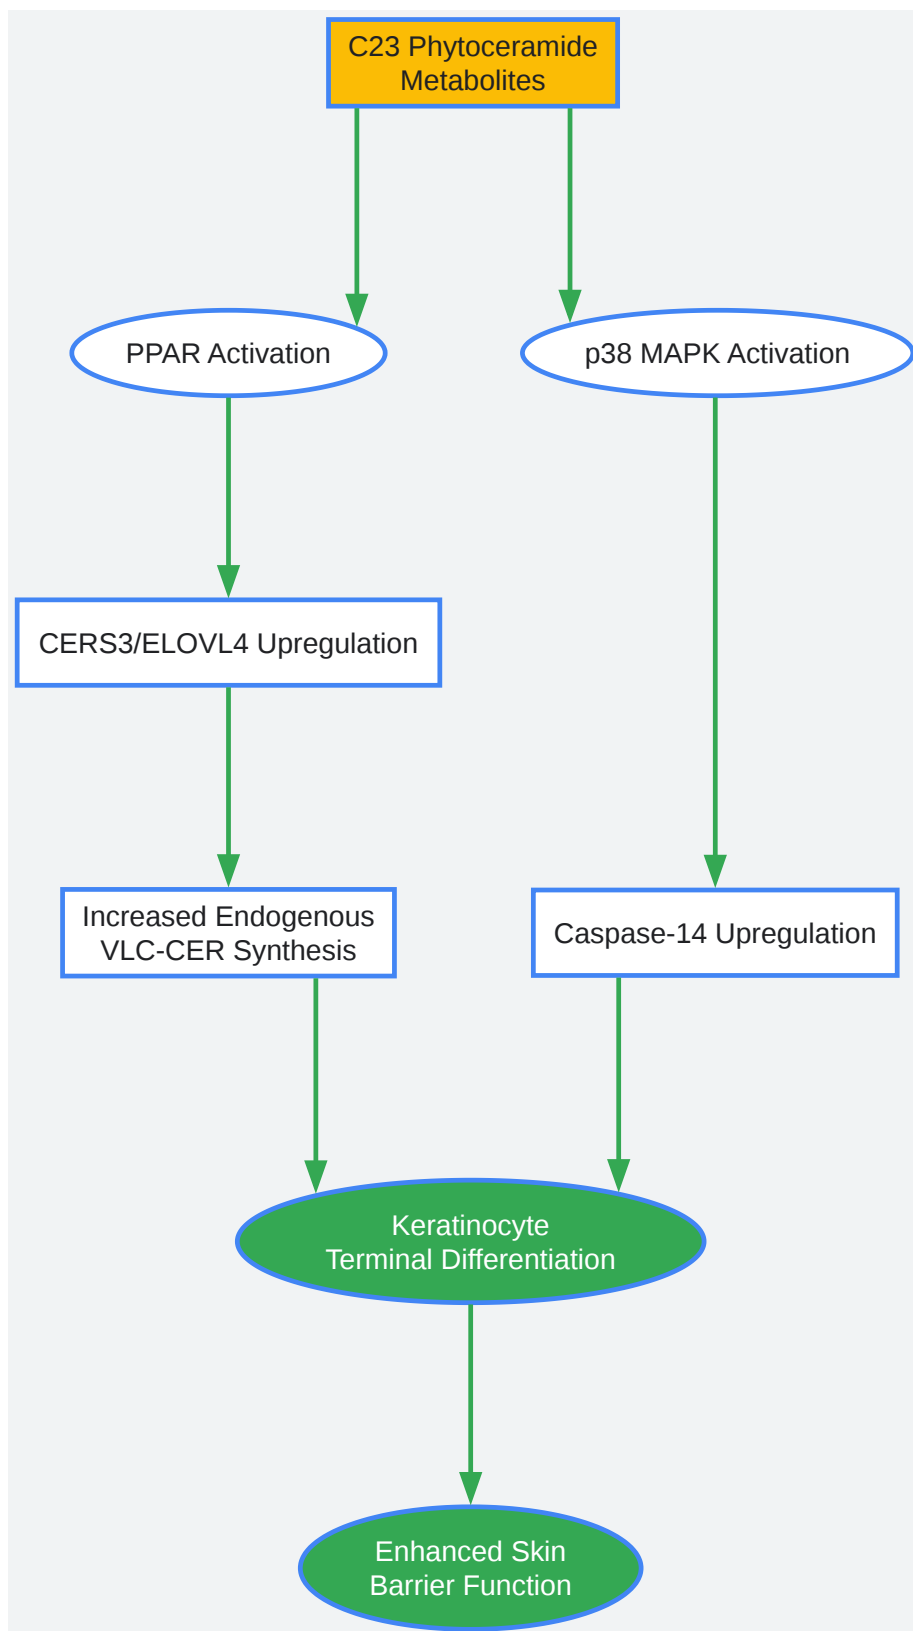 C23 Phytoceramide
Metabolites
PPAR Activation
p38 MAPK Activation
CERS3/ELOVL4 Upregulation
Increased Endogenous
VLC-CER Synthesis
Caspase-14 Upregulation
Keratinocyte
Terminal Differentiation
Enhanced Skin
Barrier Function